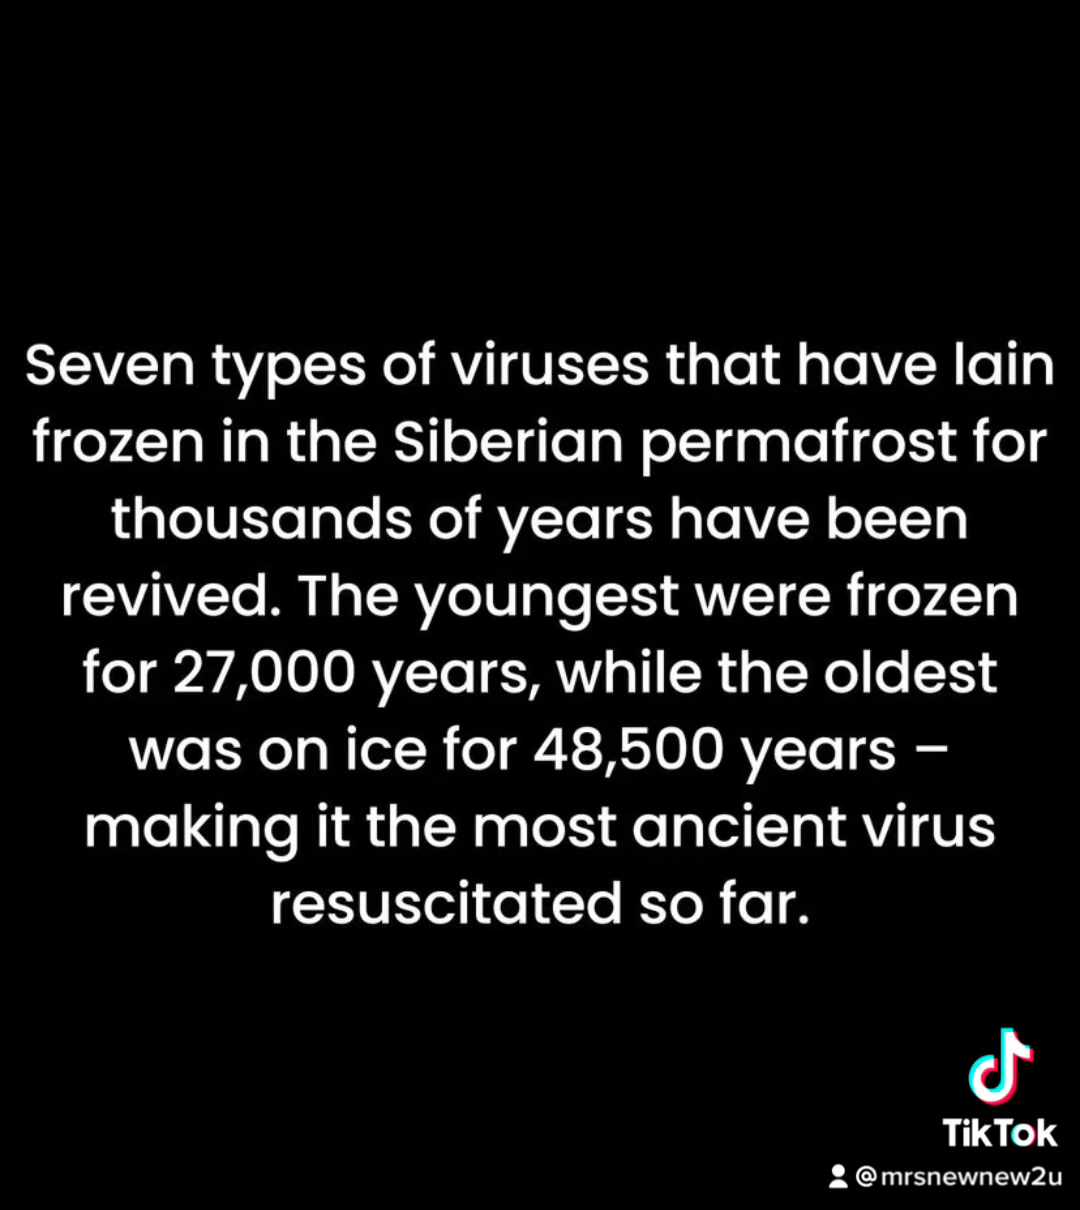 Seven types of viruses that have lain
frozen in the Siberian permafrost for
thousands of years have been
revived. The youngest were frozen
for 27,000 years, while the oldest
was on ice for 48,500 years –
making it the most ancient virus
resuscitated so far.
TikTok
@mrsnewnew2u